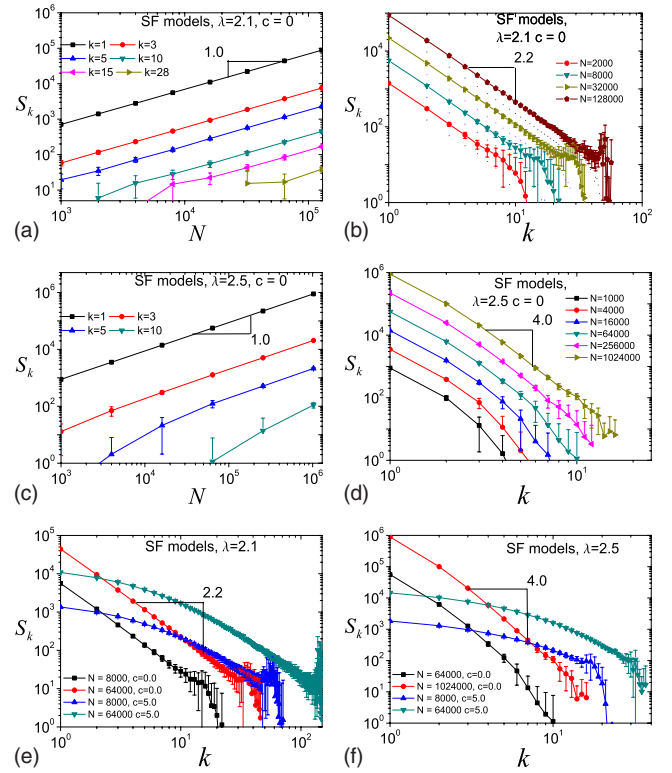 SF models, λ=2.1, c = 0
k=1 k=3
k=5 k=10
k=15 k=28
1.0
10^6
10^5
10^4
10^3
10^2
10^1
S_k
10^3 10^4 10^5
N
(a)
SF models,
λ=2.1 c = 0
2.2
N=2000
N=8000
N=32000
N=128000
10^4
10^2
10^0
S_k
10^0 10^1 10^2
k
(b)
SF models, λ=2.5, c = 0
k=1 k=3
k=5 k=10
1.0
10^6
10^4
10^2
10^0
S_k
10^3 10^4 10^5 10^6
N
(c)
SF models,
λ=2.5 c = 0
4.0
N=1000
N=4000
N=16000
N=64000
N=256000
N=1024000
10^6
10^5
10^4
10^3
10^2
10^1
10^0
S_k
10^0 10^1
k
(d)
SF models, λ=2.1
2.2
N = 8000, c=0.0
N = 64000, c=0.0
N = 8000, c=5.0
N = 64000 c=5.0
10^5
10^4
10^3
10^2
10^1
10^0
S_k
10^0 10^1 10^2
k
(e)
SF models, λ=2.5
4.0
N = 64000, c=0.0
N = 1024000, c=0.0
N = 8000, c=5.0
N = 64000 c=5.0
10^6
10^5
10^4
10^3
10^2
10^1
10^0
S_k
10^0 10^1
k
(f)